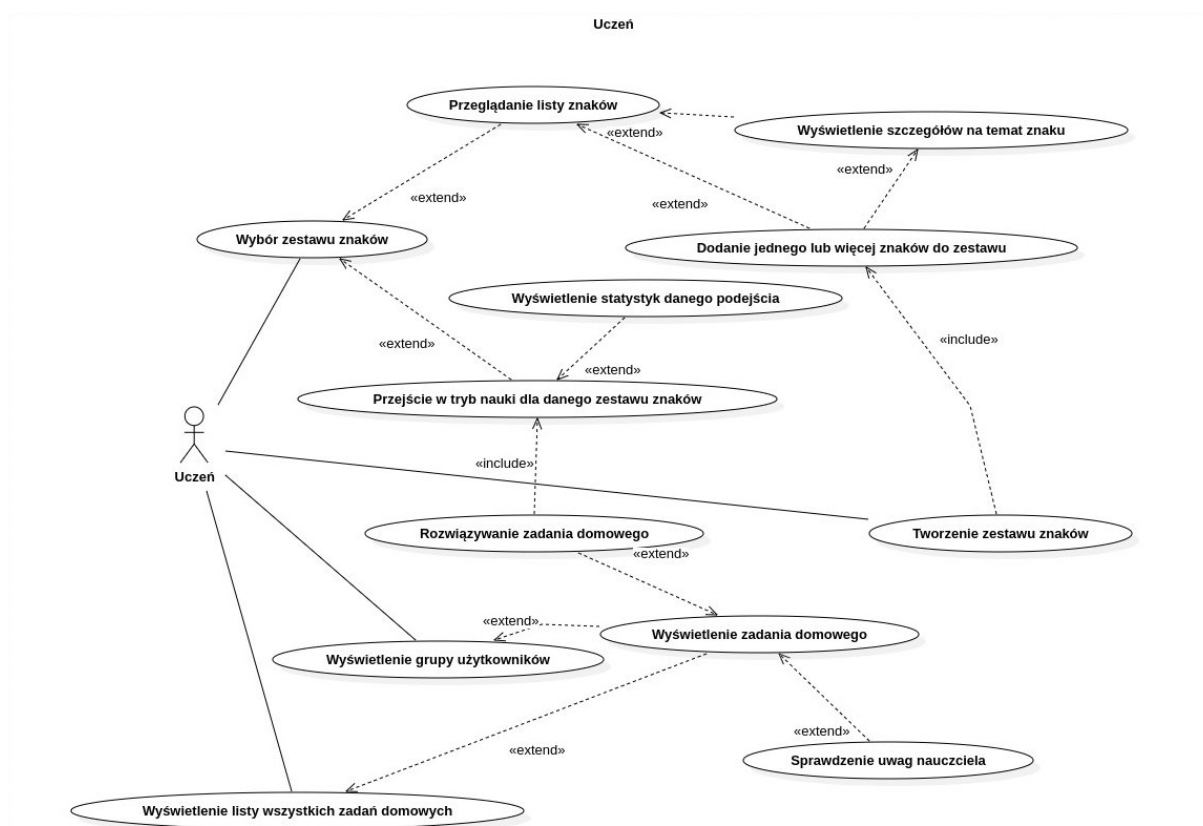 Uczeń
Przeglądanie listy znaków
Wyświetlenie szczegółów na temat znaku
«extend»
«extend»
«extend»
«extend»
Wybór zestawu znaków
Dodanie jednego lub więcej znaków do zestawu
Wyświetlenie statystyk danego podejścia
«include»
«extend»
«extend»
Przejście w tryb nauki dla danego zestawu znaków
«include»
Uczeń
Rozwiązywanie zadania domowego
Tworzenie zestawu znaków
«extend»
«extend»
Wyświetlenie zadania domowego
Wyświetlenie grupy użytkowników
«extend»
«extend»
Sprawdzenie uwag nauczciela
Wyświetlenie listy wszystkich zadań domowych